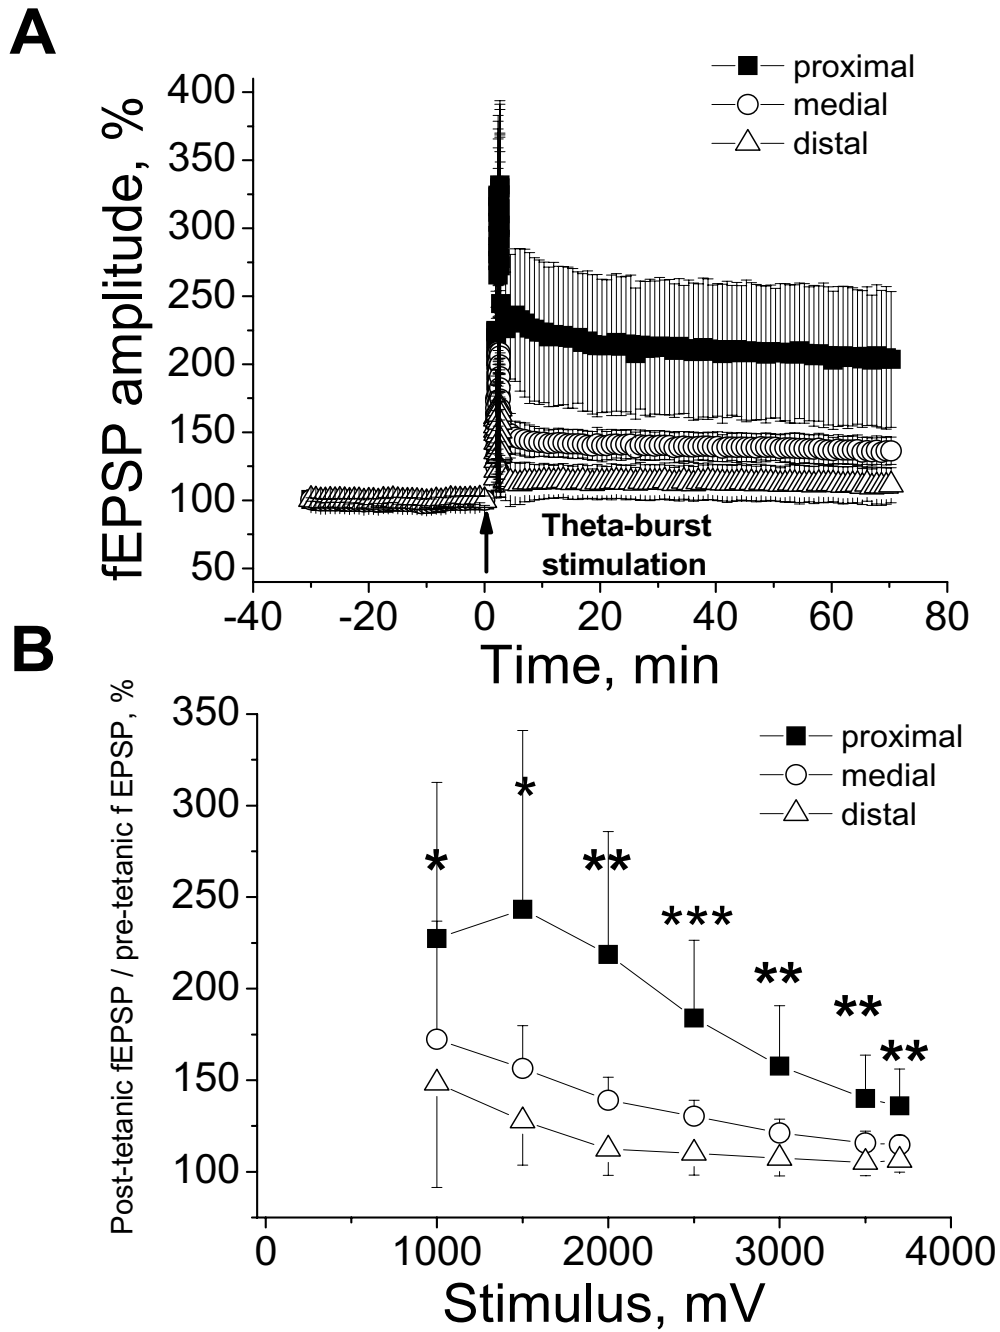 A
proximal
medial
distal
fEPSP amplitude, %
400
350
300
250
200
150
100
50
Theta-burst
stimulation
-40 -20 0 20 40 60 80
Time, min
B
Post-tetanic fEPSP / pre-tetanic f EPSP, %
350
300
250
200
150
100
proximal
medial
distal
*
*
**
***
**
**
**
0 1000 2000 3000 4000
Stimulus, mV